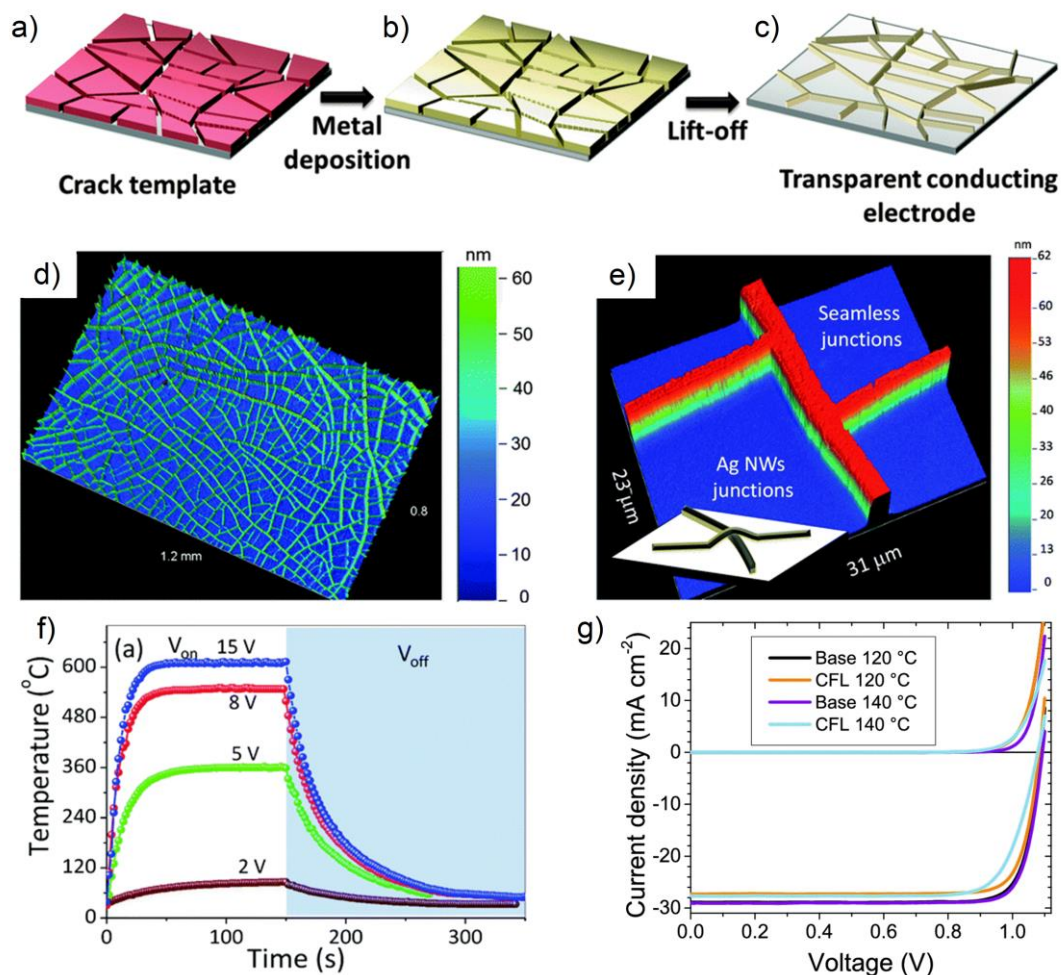 a)
b)
c)
Metal
deposition
Lift-off
Crack template
Transparent conducting
electrode
d)
nm
60
50
40
30
20
10
0
0.8
1.2 mm
e)
nm
62
60
56
53
50
46
40
33
26
20
13
0
Seamless
junctions
Ag NWs
junctions
23 µm
31 µm
f)
(a)
Von
15 V
Voff
8 V
5 V
2 V
Temperature (°C)
600
480
360
240
120
0
0
100
200
300
Time (s)
g)
Base 120 °C
CFL 120 °C
Base 140 °C
CFL 140 °C
Current density (mA cm-2)
20
10
0
-10
-20
-30
0.0
0.2
0.4
0.6
0.8
1.0
Voltage (V)